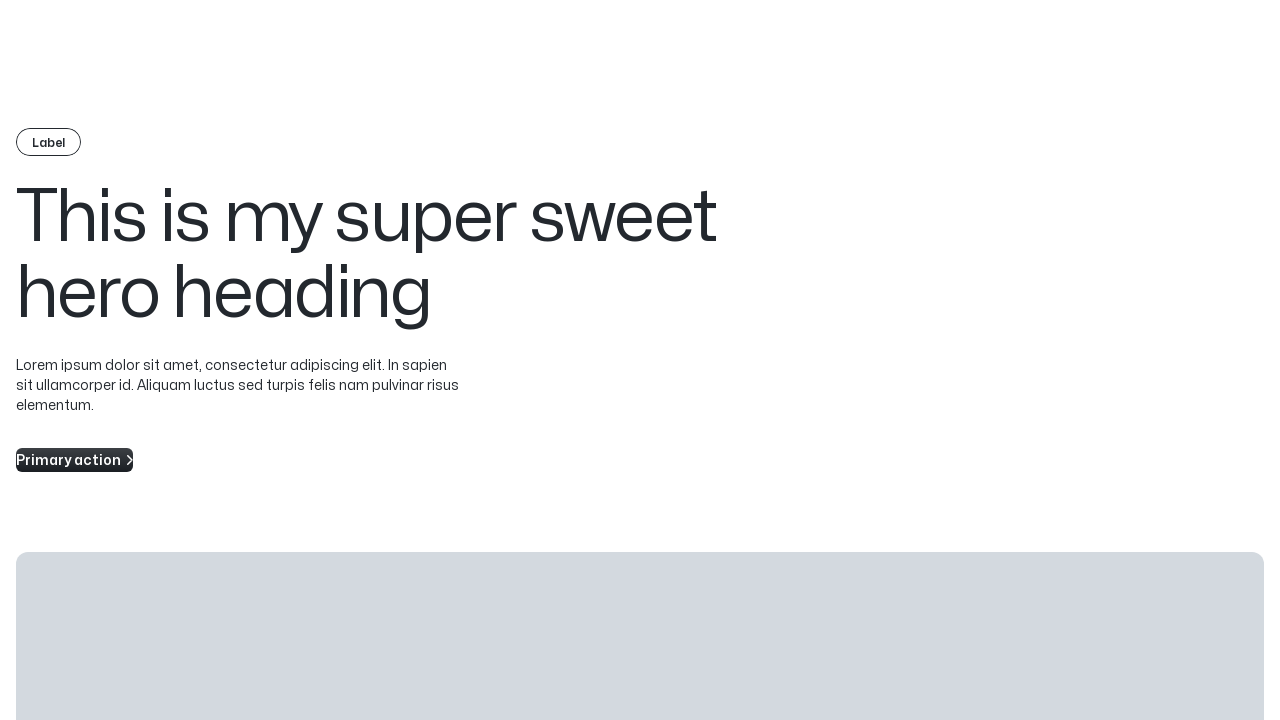 Label
This is my super sweet
hero heading
Lorem ipsum dolor sit amet, consectetur adipiscing elit. In sapien
sit ullamcorper id. Aliquam luctus sed turpis felis nam pulvinar risus
elementum.
Primary action